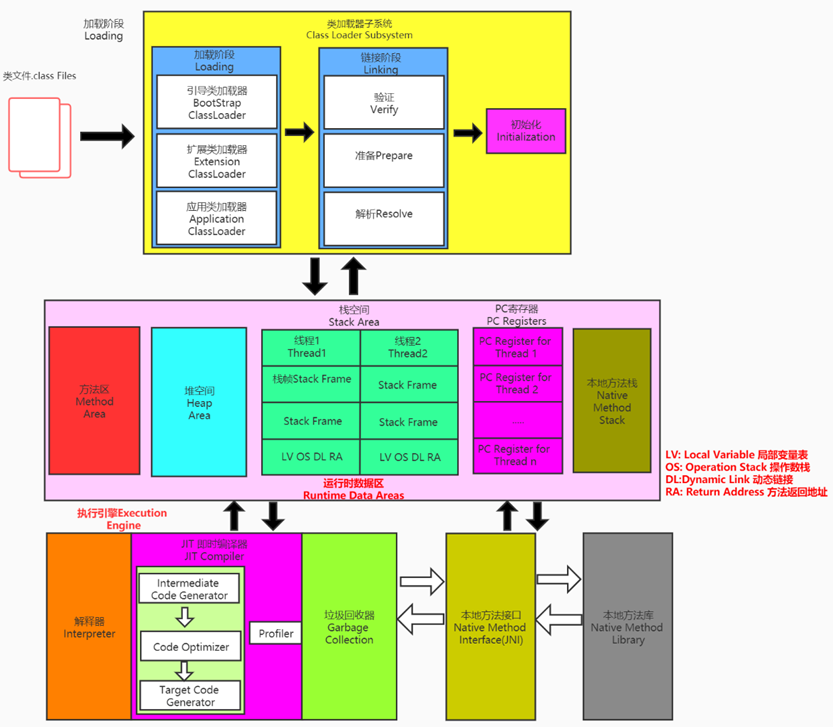 加载阶段
Loading
类文件.class Files
类加载器子系统
Class Loader Subsystem
加载阶段
Loading
引导类加载器
BootStrap
ClassLoader
扩展类加载器
Extension
ClassLoader
应用类加载器
Application
ClassLoader
链接阶段
Linking
验证
Verify
准备Prepare
解析Resolve
初始化
Initialization
方法区
Method
Area
堆空间
Heap
Area
栈空间
Stack Area
线程1
Thread1
线程2
Thread2
栈帧Stack Frame
Stack Frame
Stack Frame
Stack Frame
LV OS DL RA
LV OS DL RA
PC寄存器
PC Registers
PC Register for
Thread 1
PC Register for
Thread 2
....
PC Register for
Thread n
本地方法栈
Native
Method
Stack
运行时数据区
Runtime Data Areas
LV: Local Variable 局部变量表
OS: Operation Stack 操作数栈
DL:Dynamic Link 动态链接
RA: Return Address 方法返回地址
执行引擎Execution
Engine
解释器
Interpreter
JIT 即时编译器
JIT Compiler
Intermediate
Code Generator
Code Optimizer
Target Code
Generator
Profiler
垃圾回收器
Garbage
Collection
本地方法接口
Native Method
Interface(JNI)
本地方法库
Native Method
Library